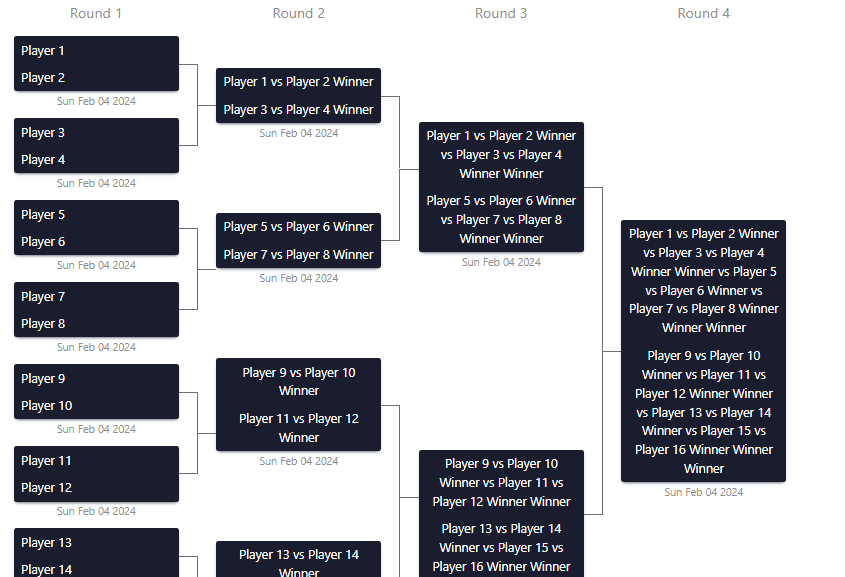 Round 1
Round 2
Round 3
Round 4
Player 1
Player 2
Sun Feb 04 2024
Player 3
Player 4
Sun Feb 04 2024
Player 5
Player 6
Sun Feb 04 2024
Player 7
Player 8
Sun Feb 04 2024
Player 9
Player 10
Sun Feb 04 2024
Player 11
Player 12
Sun Feb 04 2024
Player 13
Player 14
Player 1 vs Player 2 Winner
Player 3 vs Player 4 Winner
Sun Feb 04 2024
Player 5 vs Player 6 Winner
Player 7 vs Player 8 Winner
Sun Feb 04 2024
Player 9 vs Player 10
Winner
Player 11 vs Player 12
Winner
Sun Feb 04 2024
Player 13 vs Player 14
Winner
Player 1 vs Player 2 Winner
vs Player 3 vs Player 4
Winner Winner
Player 5 vs Player 6 Winner
vs Player 7 vs Player 8
Winner Winner
Sun Feb 04 2024
Player 9 vs Player 10
Winner vs Player 11 vs
Player 12 Winner Winner
Player 13 vs Player 14
Winner vs Player 15 vs
Player 16 Winner Winner
Player 1 vs Player 2 Winner
vs Player 3 vs Player 4
Winner Winner vs Player 5
vs Player 6 Winner vs
Player 7 vs Player 8 Winner
Winner Winner
Player 9 vs Player 10
Winner vs Player 11 vs
Player 12 Winner Winner
vs Player 13 vs Player 14
Winner vs Player 15 vs
Player 16 Winner Winner
Winner
Sun Feb 04 2024